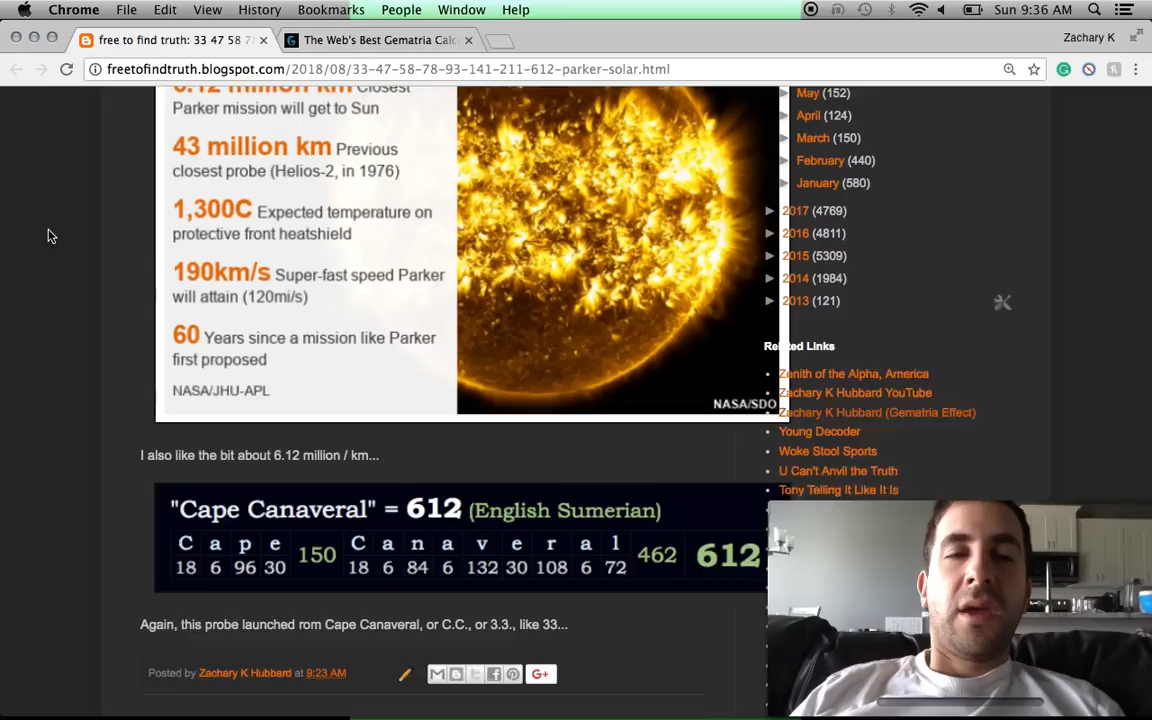 Chrome File Edit View History Bookmarks People Window Help Sun 9:36 AM
free to find truth: 33 47 58 78 The Web's Best Gematria Calc Zachary K
freetofindtruth.blogspot.com/2018/08/33-47-58-78-93-141-211-612-parker-solar.html
6.12 million km Closest
Parker mission will get to Sun
43 million km Previous
closest probe (Helios-2, in 1976)
1,300C Expected temperature on
protective front heatshield
190km/s Super-fast speed Parker
will attain (120mi/s)
60 Years since a mission like Parker
first proposed
NASA/JHU-APL
NASA/SDO
I also like the bit about 6.12 million / km...
"Cape Canaveral" = 612 (English Sumerian)
C a p e 150 C a n a v e r a l 462 612
18 6 96 30 18 6 84 6 132 30 108 6 72
Again, this probe launched rom Cape Canaveral, or C.C., or 3.3., like 33...
Posted by Zachary K Hubbard at 9:23 AM
G+
► May (152)
► April (124)
► March (150)
► February (440)
► January (580)
► 2017 (4769)
► 2016 (4811)
► 2015 (5309)
► 2014 (1984)
► 2013 (121)
Related Links
Zenith of the Alpha, America
Zachary K Hubbard YouTube
Zachary K Hubbard (Gematria Effect)
Young Decoder
Woke Stool Sports
U Can't Anvil the Truth
Tony Telling It Like It Is